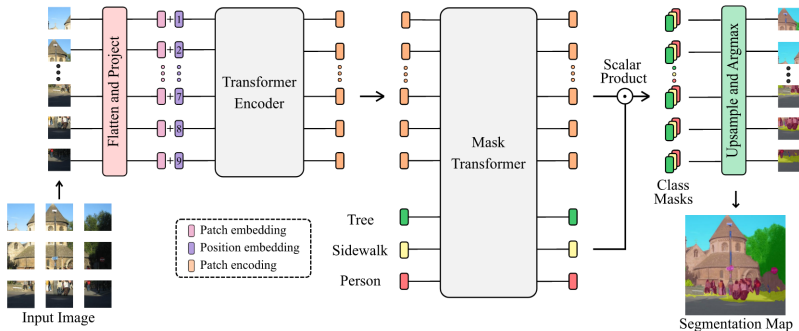 Flatten and Project
+ 1
+ 2
+ 7
+ 8
+ 9
Transformer
Encoder
Mask
Transformer
Scalar
Product
Upsample and Argmax
Class
Masks
Tree
Sidewalk
Person
Patch embedding
Position embedding
Patch encoding
Input Image
Segmentation Map